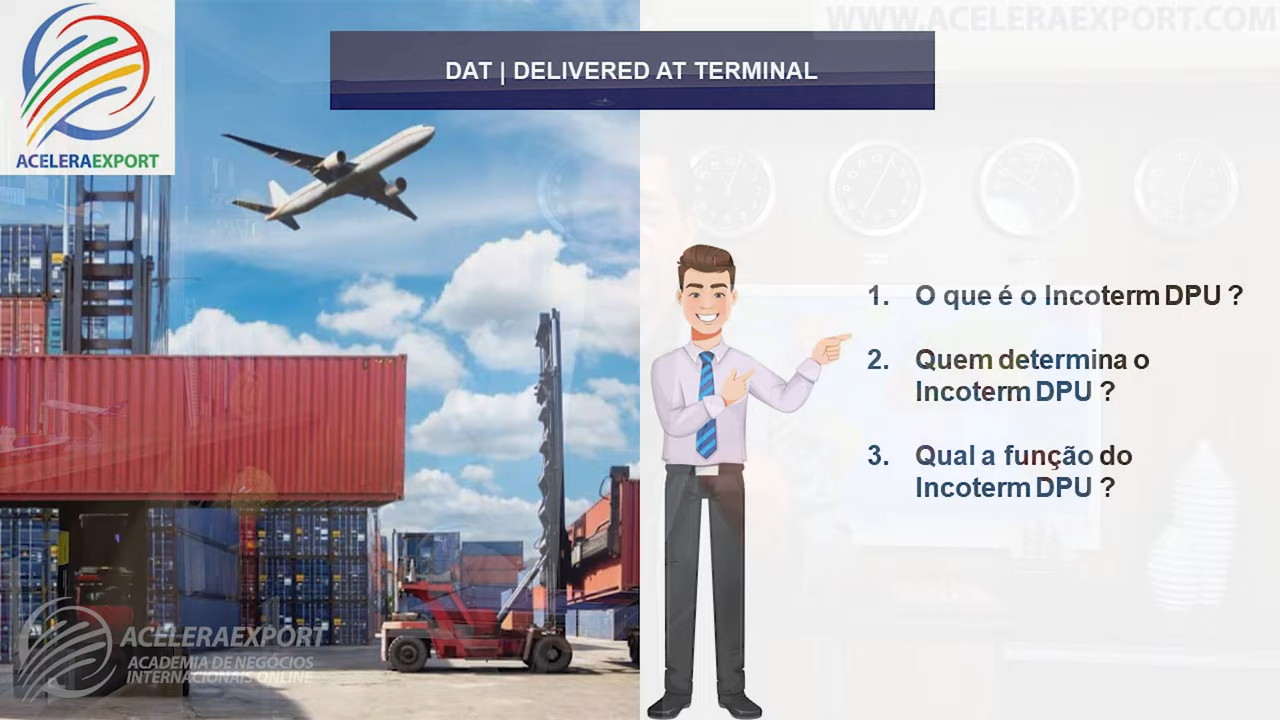 WWW.ACELERAEXPORT.COM
DAT | DELIVERED AT TERMINAL
ACELERAEXPORT
1. O que é o Incoterm DPU ?
2. Quem determina o
Incoterm DPU ?
3. Qual a função do
Incoterm DPU ?
ACELERAEXPORT
ACADEMIA DE NEGÓCIOS
INTERNACIONAIS ONLINE